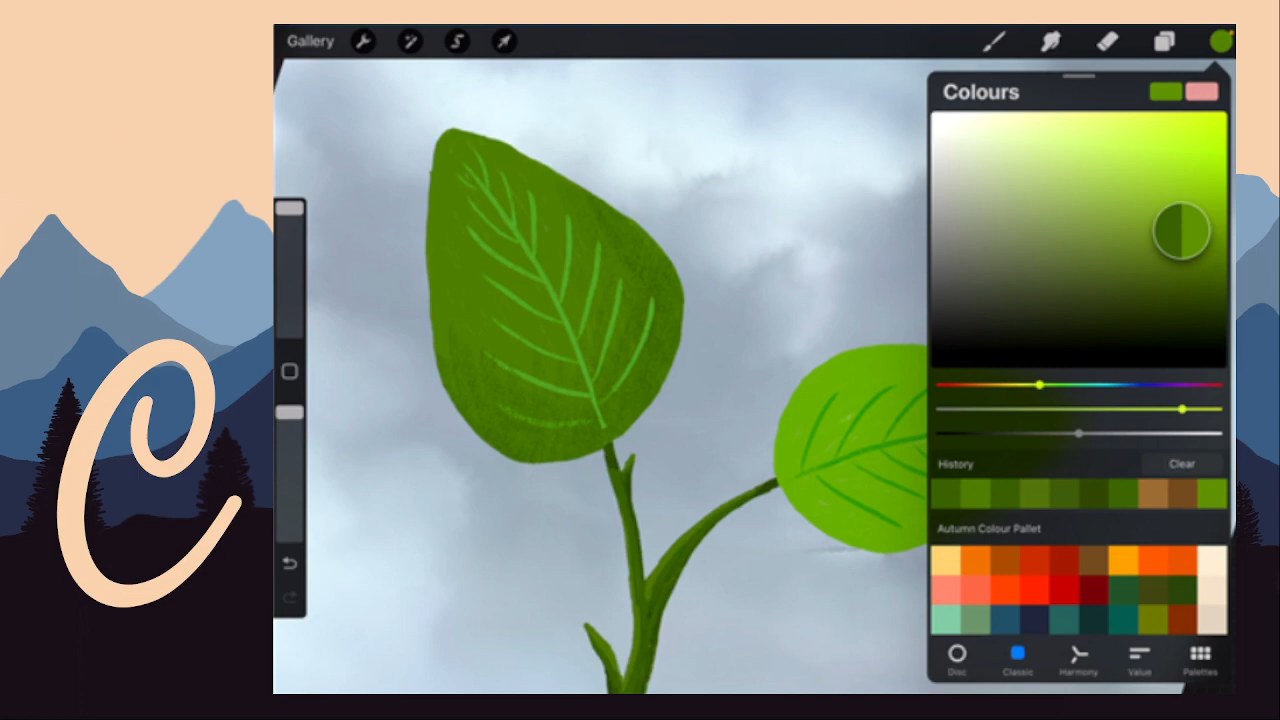 Gallery
Colours
History
Clear
Autumn Colour Pallet
Disc
Classic
Harmony
Value
Palettes
C